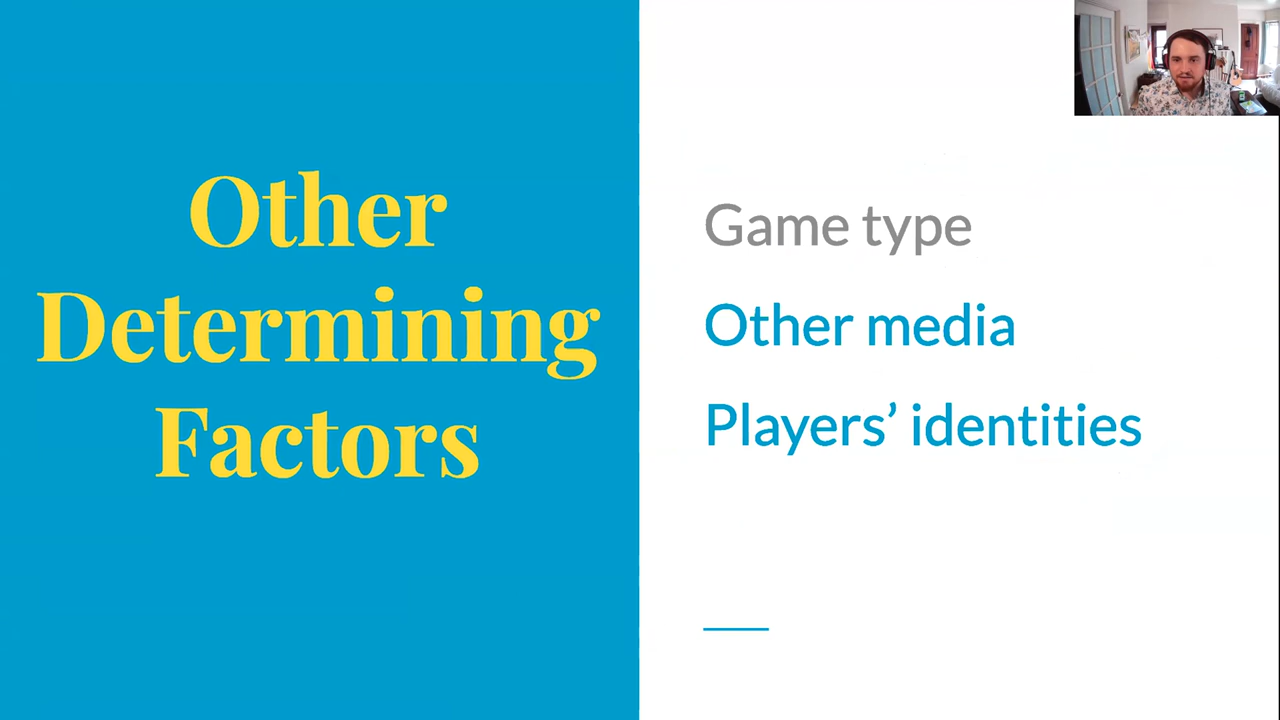 Other
Determining
Factors
Game type
Other media
Players’ identities